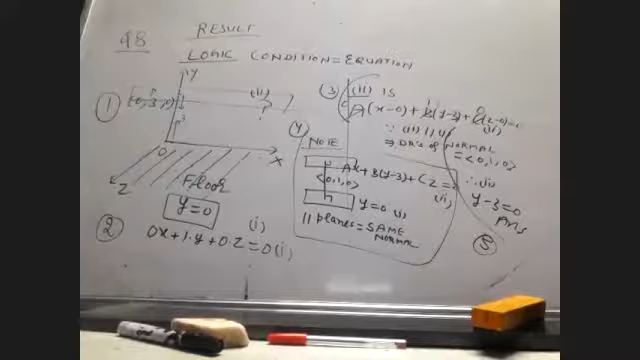 98
RESULT
LOGIC CONDITION = EQUATION
1
Y
(0, 3, 0)
(ii)
3
O
X
Z
Floor
y=0
(i)
2
0x+1.y+0.z=0(i)
3
(ii) IS
A(x-0)+B(y-3)+C(z-0)=0
(ii)
∵ (ii) || (i)
⇒ DR's OF NORMAL
= <0,1,0>
∴ (ii)
y-3=0
Ans
4
NOTE
Ax+B(y-3)+Cz=0
(ii)
<0,1,0>
n
y=0 (i)
|| planes = SAME
NORMAL
5